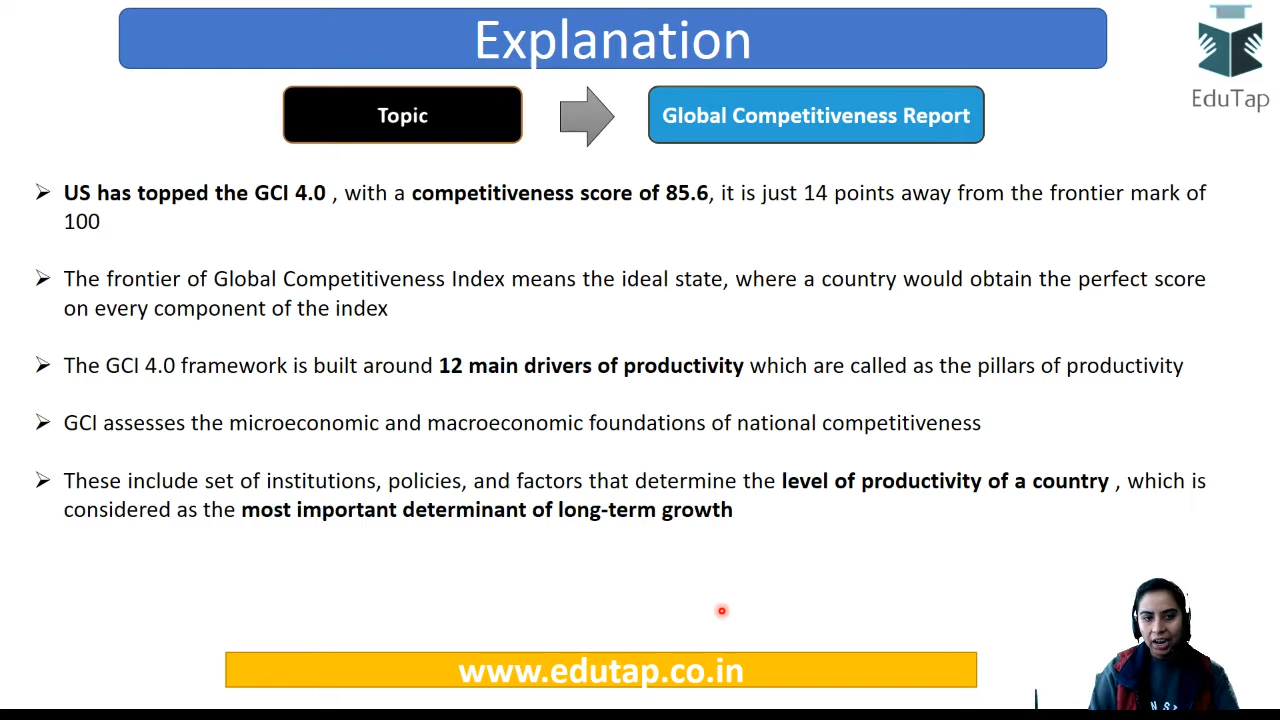 Explanation
EduTap
Topic
Global Competitiveness Report
US has topped the GCI 4.0 , with a competitiveness score of 85.6, it is just 14 points away from the frontier mark of
100
The frontier of Global Competitiveness Index means the ideal state, where a country would obtain the perfect score
on every component of the index
The GCI 4.0 framework is built around 12 main drivers of productivity which are called as the pillars of productivity
GCI assesses the microeconomic and macroeconomic foundations of national competitiveness
These include set of institutions, policies, and factors that determine the level of productivity of a country , which is
considered as the most important determinant of long-term growth
www.edutap.co.in